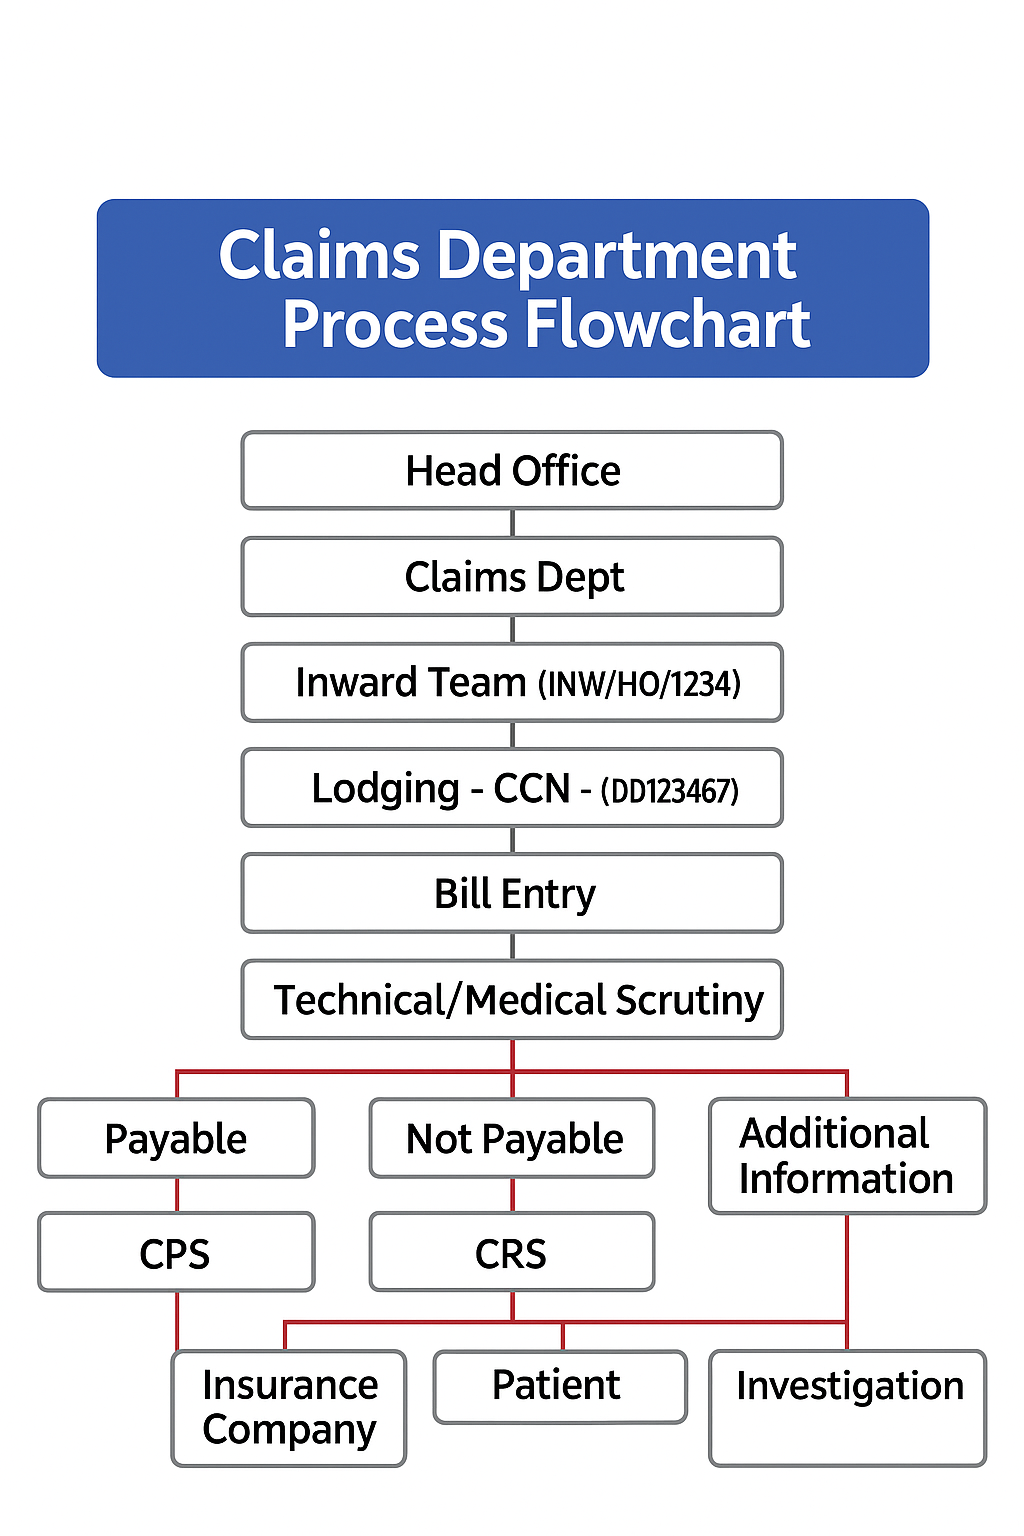 Claims Department
Process Flowchart
Head Office
Claims Dept
Inward Team (INW/HO/1234)
Lodging - CCN - (DD123467)
Bill Entry
Technical/Medical Scrutiny
Payable
Not Payable
Additional
Information
CPS
CRS
Insurance
Company
Patient
Investigation